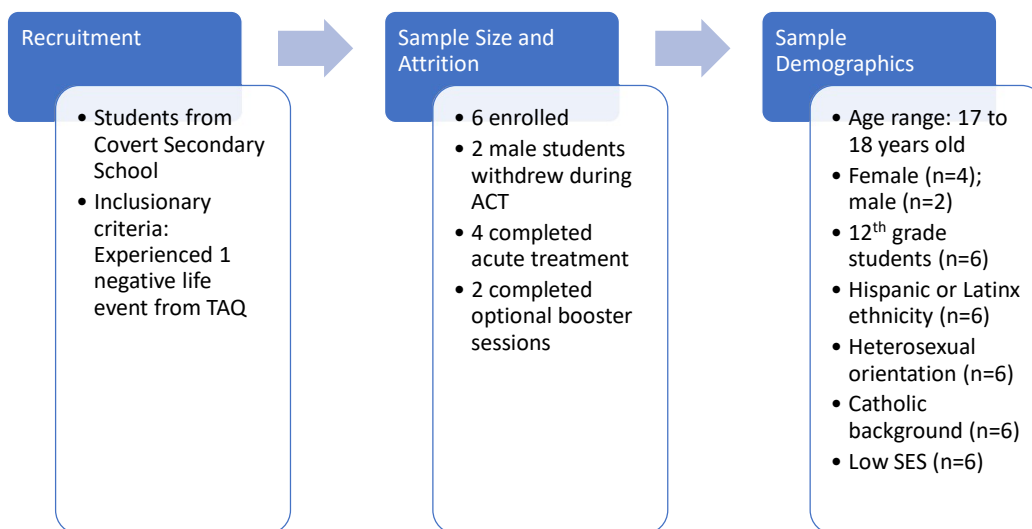 Recruitment
• Students from
Covert Secondary
School
• Inclusionary
criteria:
Experienced 1
negative life
event from TAQ
Sample Size and
Attrition
• 6 enrolled
• 2 male students
withdrew during
ACT
• 4 completed
acute treatment
• 2 completed
optional booster
sessions
Sample
Demographics
• Age range: 17 to
18 years old
• Female (n=4);
male (n=2)
• 12th grade
students (n=6)
• Hispanic or Latinx
ethnicity (n=6)
• Heterosexual
orientation (n=6)
• Catholic
background (n=6)
• Low SES (n=6)